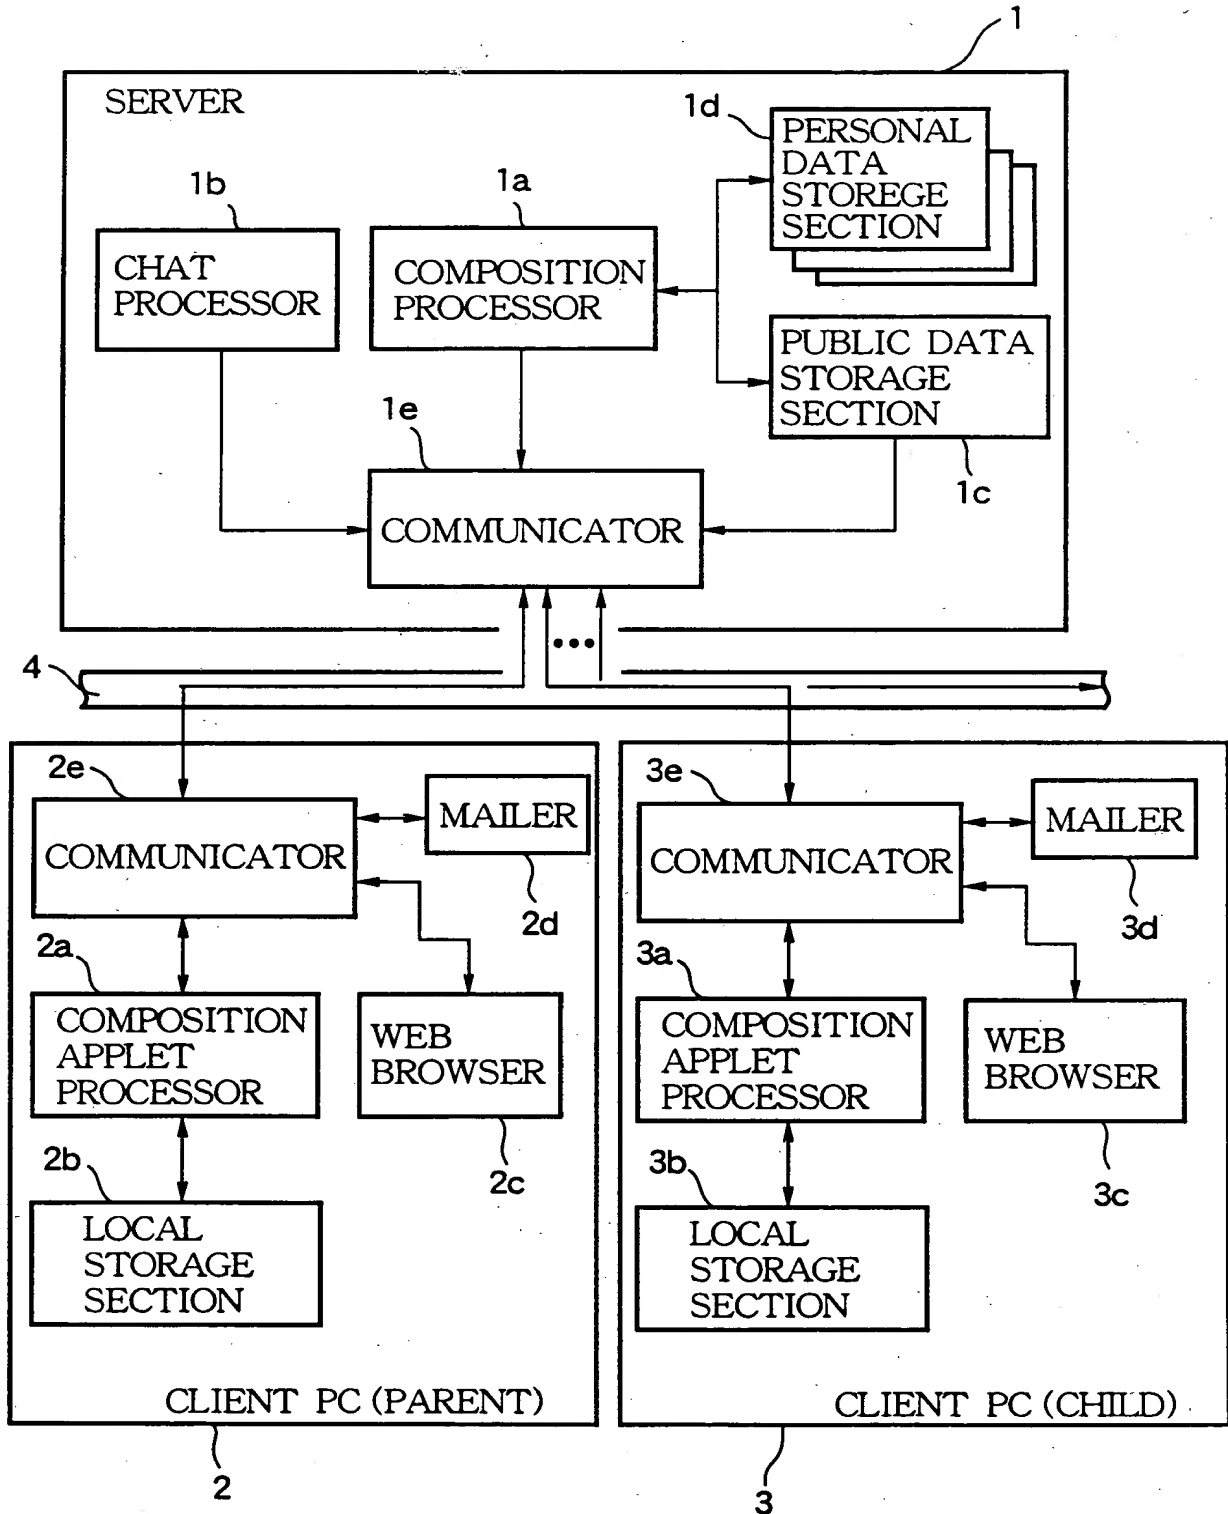 1
SERVER
1d
PERSONAL
DATA
STOREGE
SECTION
1b
1a
CHAT
PROCESSOR
COMPOSITION
PROCESSOR
PUBLIC DATA
STORAGE
SECTION
1e
1c
COMMUNICATOR
4
2e
MAILER
COMMUNICATOR
2d
2a
COMPOSITION
APPLET
PROCESSOR
WEB
BROWSER
2b
2c
LOCAL
STORAGE
SECTION
CLIENT PC (PARENT)
2
3e
MAILER
COMMUNICATOR
3d
3a
COMPOSITION
APPLET
PROCESSOR
WEB
BROWSER
3b
3c
LOCAL
STORAGE
SECTION
CLIENT PC (CHILD)
3